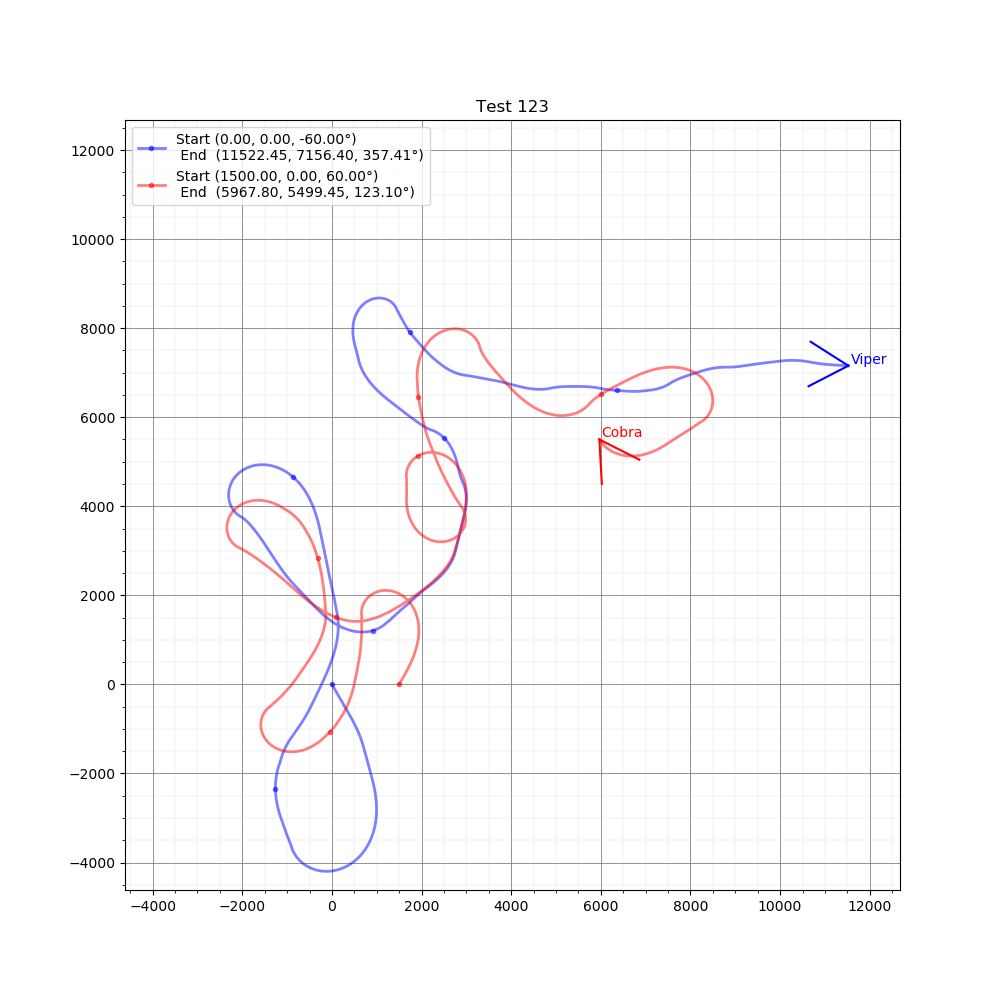 Test 123
Start (0.00, 0.00, -60.00°)
End (11522.45, 7156.40, 357.41°)
Start (1500.00, 0.00, 60.00°)
End (5967.80, 5499.45, 123.10°)
12000
10000
8000
6000
4000
2000
0
−2000
−4000
Viper
Cobra
−4000 −2000 0 2000 4000 6000 8000 10000 12000